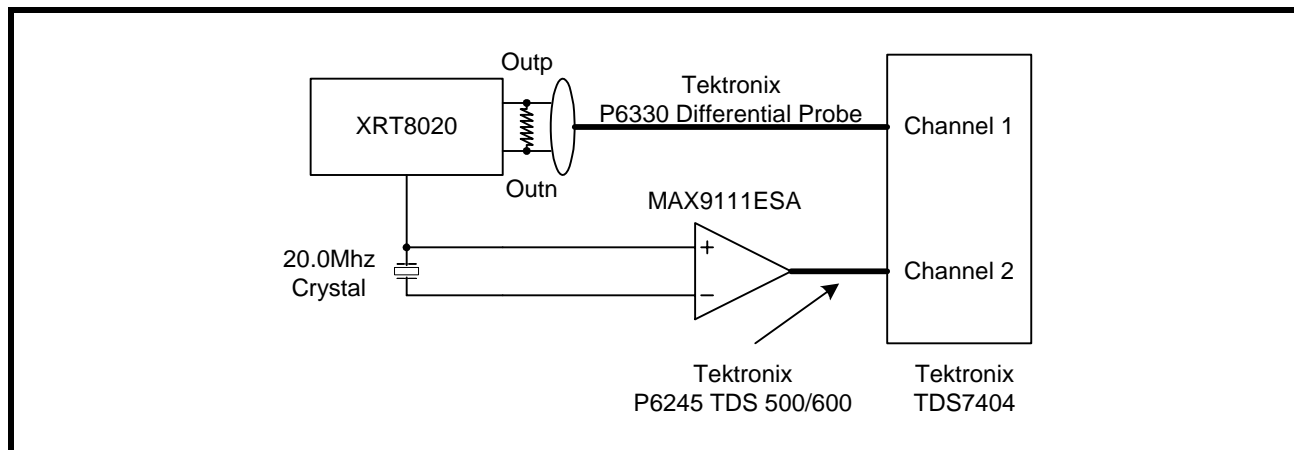 Outp
XRT8020
Outn
Tektronix
P6330 Differential Probe
Channel 1
MAX9111ESA
+
−
20.0Mhz
Crystal
Channel 2
Tektronix
P6245 TDS 500/600
Tektronix
TDS7404